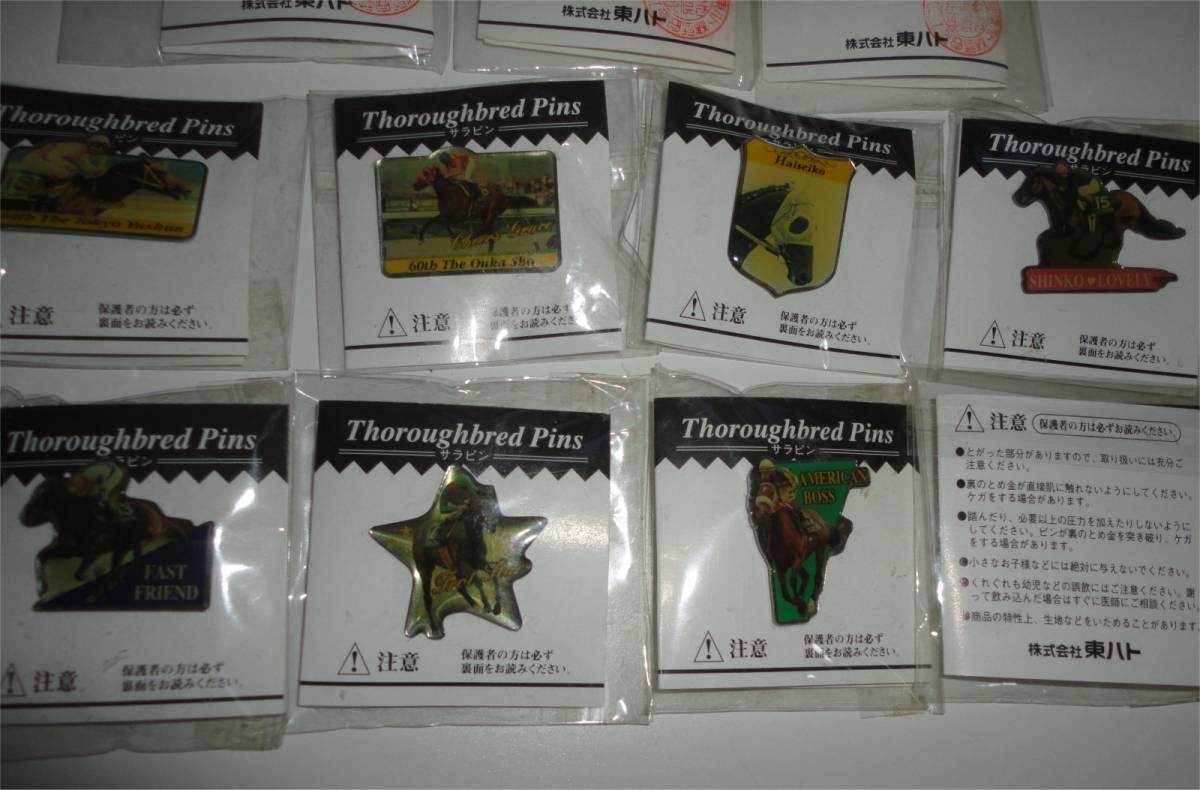 株式会社 東ハト
株式会社 東ハト
株式会社 東ハト
Thoroughbred Pins
サラピン
The Tokyo Yushun
注意
保護者の方は必ず
裏面をお読みください。
Thoroughbred Pins
サラピン
60th The Ouka Sho
注意
保護者の方は必ず
裏面をお読みください。
Thoroughbred Pins
サラピン
Haiseiko
注意
保護者の方は必ず
裏面をお読みください。
Thoroughbred Pins
サラピン
15
SHINKO♥LOVELY
注意
保護者の方は必ず
裏面をお読みください。
Thoroughbred Pins
サラピン
FAST
FRIEND
注意
保護者の方は必ず
裏面をお読みください。
Thoroughbred Pins
サラピン
注意
保護者の方は必ず
裏面をお読みください。
Thoroughbred Pins
サラピン
AMERICAN
BOSS
注意
保護者の方は必ず
裏面をお読みください。
注意 保護者の方は必ずお読みください。
●とがった部分がありますので、取り扱いには充分ご
注意ください。
●裏のとめ金が直接肌に触れないようにしてください。
ケガをする場合があります。
●踏んだり、必要以上の圧力を加えたりしないように
してください。ピンが裏のとめ金を突き破り、ケガ
をする場合があります。
●小さなお子様などには絶対に与えないでください。
●くれぐれも幼児などの誤飲にはご注意ください。謝
って飲み込んだ場合はすぐに医師にご相談ください。
●商品の特性上、生地などをいためることがあります。
株式会社 東ハト